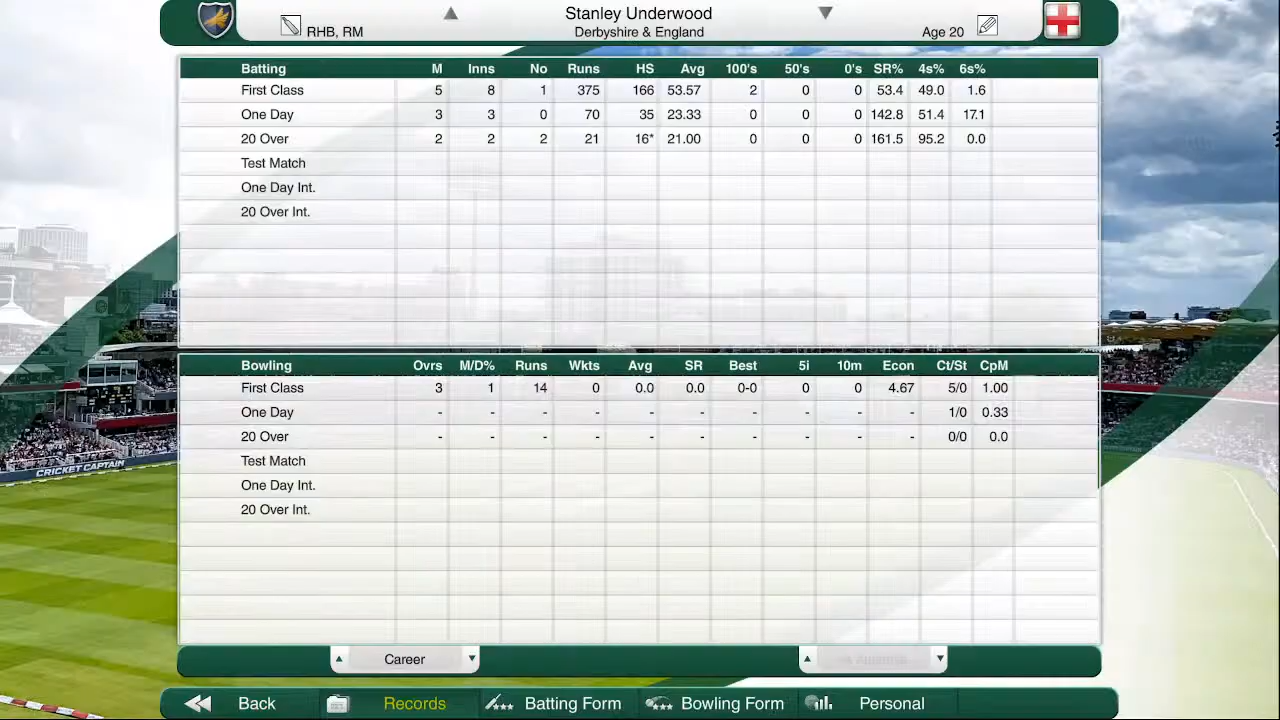 Stanley Underwood
RHB, RM Derbyshire & England Age 20
Batting M Inns No Runs HS Avg 100's 50's 0's SR% 4s% 6s%
First Class 5 8 1 375 166 53.57 2 0 0 53.4 49.0 1.6
One Day 3 3 0 70 35 23.33 0 0 0 142.8 51.4 17.1
20 Over 2 2 2 21 16* 21.00 0 0 0 161.5 95.2 0.0
Test Match
One Day Int.
20 Over Int.
Bowling Ovrs M/D% Runs Wkts Avg SR Best 5i 10m Econ Ct/St CpM
First Class 3 1 14 0 0.0 0.0 0-0 0 0 4.67 5/0 1.00
One Day - - - - - - - - - - 1/0 0.33
20 Over - - - - - - - - - - 0/0 0.0
Test Match
One Day Int.
20 Over Int.
CRICKET CAPTAIN
Career
Back Records Batting Form Bowling Form Personal